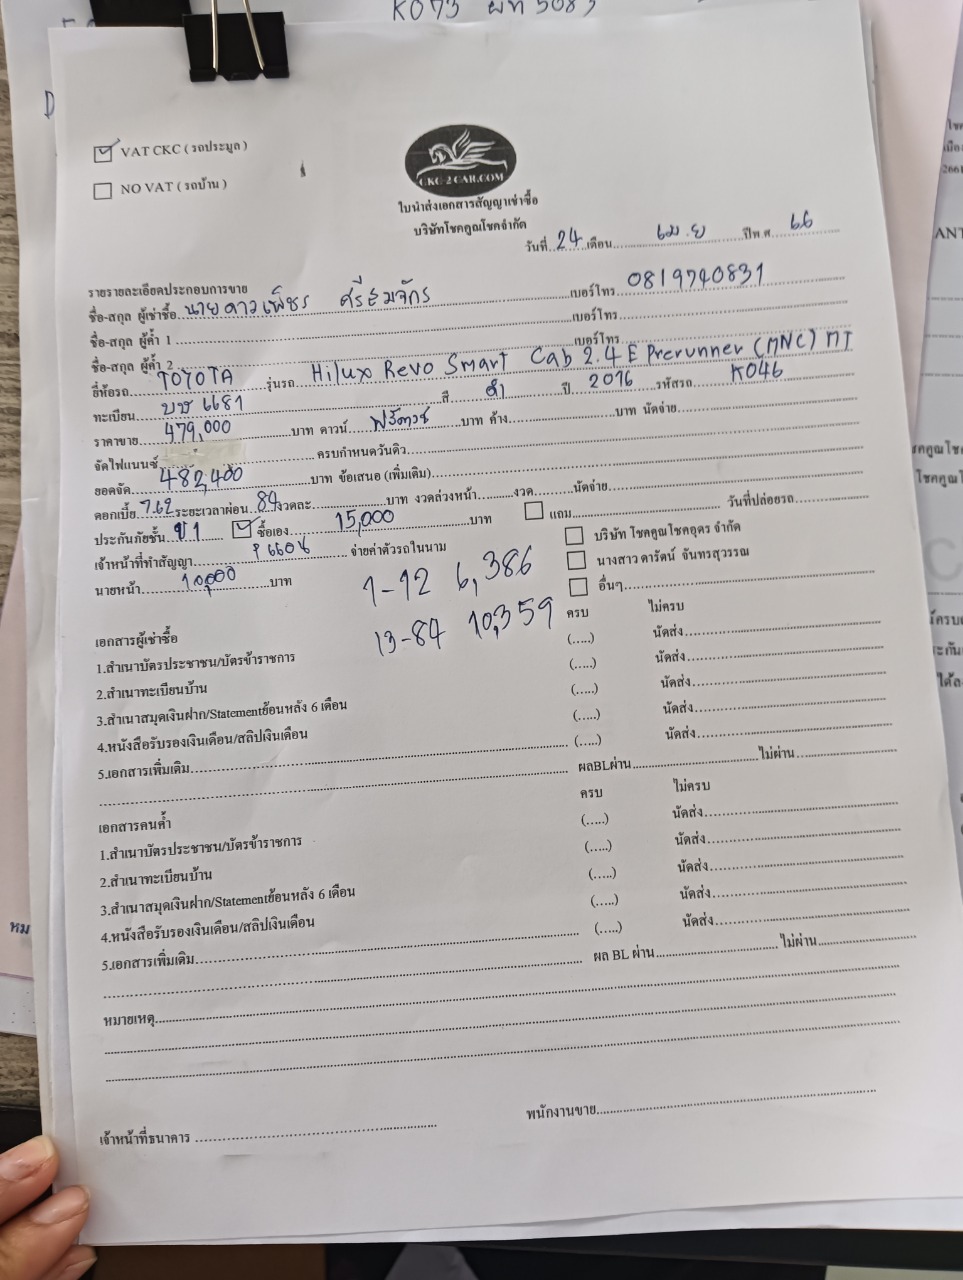 K073
VAT CKC ( รถประมูล )
NO VAT ( รถบ้าน )
CKC-2 CAR.COM
ใบนำส่งเอกสารสัญญาเช่าซื้อ
บริษัทโชคคูณโชคจำกัด
วันที่ 24 เดือน เม.ย ปีพ.ศ 66
รายรายละเอียดประกอบการขาย
ชื่อ-สกุล ผู้เช่าซื้อ นายดาวเพ็ชร ศรีธมจักร เบอร์โทร 0819740831
ชื่อ-สกุล ผู้ค้ำ 1 เบอร์โทร
ชื่อ-สกุล ผู้ค้ำ 2 เบอร์โทร
ยี่ห้อรถ TOYOTA รุ่นรถ Hilux Revo Smart Cab 2.4 E Prerunner (MNC) MT
ทะเบียน บษ 6681 สี ดำ ปี 2016 รหัสรถ K046
ราคาขาย 479,000 บาท ดาวน์ ฟรีดาวน์ บาท ค้าง บาท นัดจ่าย
จัดไฟแนนซ์ ครบกำหนดวันดิว
ยอดจัด 482,400 บาท ข้อเสนอ (เพิ่มเติม)
ดอกเบี้ย 7.62 ระยะเวลาผ่อน 84 งวดละ บาท งวดล่วงหน้า งวด นัดจ่าย
ประกันภัยชั้น ช 1 ซื้อเอง 15,000 บาท แถม วันที่ปล่อยรถ
เจ้าหน้าที่ทำสัญญา จ่ายค่าตัวรถในนาม บริษัท โชคคูณโชคอุดร จำกัด
นายหน้า 10,000 บาท นางสาว ดารัตน์ จันทรสุวรรณ
1-12 6,386 อื่นๆ
13-84 10,359
เอกสารผู้เช่าซื้อ ครบ ไม่ครบ
1.สำเนาบัตรประชาชน/บัตรข้าราชการ (.....) นัดส่ง
2.สำเนาทะเบียนบ้าน (.....) นัดส่ง
3.สำเนาสมุดเงินฝาก/Statementย้อนหลัง 6 เดือน (.....) นัดส่ง
4.หนังสือรับรองเงินเดือน/สลิปเงินเดือน (.....) นัดส่ง
5.เอกสารเพิ่มเติม (.....) นัดส่ง
ผลBLผ่าน ไม่ผ่าน
เอกสารคนค้ำ ครบ ไม่ครบ
1.สำเนาบัตรประชาชน/บัตรข้าราชการ (.....) นัดส่ง
2.สำเนาทะเบียนบ้าน (.....) นัดส่ง
3.สำเนาสมุดเงินฝาก/Statementย้อนหลัง 6 เดือน (.....) นัดส่ง
4.หนังสือรับรองเงินเดือน/สลิปเงินเดือน (.....) นัดส่ง
5.เอกสารเพิ่มเติม (.....) นัดส่ง
ผล BL ผ่าน ไม่ผ่าน
หมายเหตุ
เจ้าหน้าที่ธนาคาร พนักงานขาย